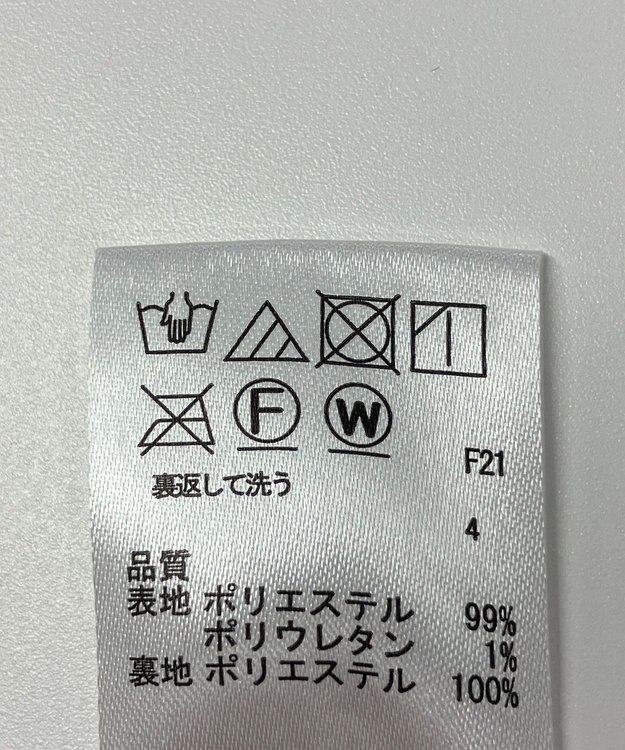 F W
F21
裏返して洗う
4
品質
表地 ポリエステル 99%
ポリウレタン 1%
裏地 ポリエステル 100%